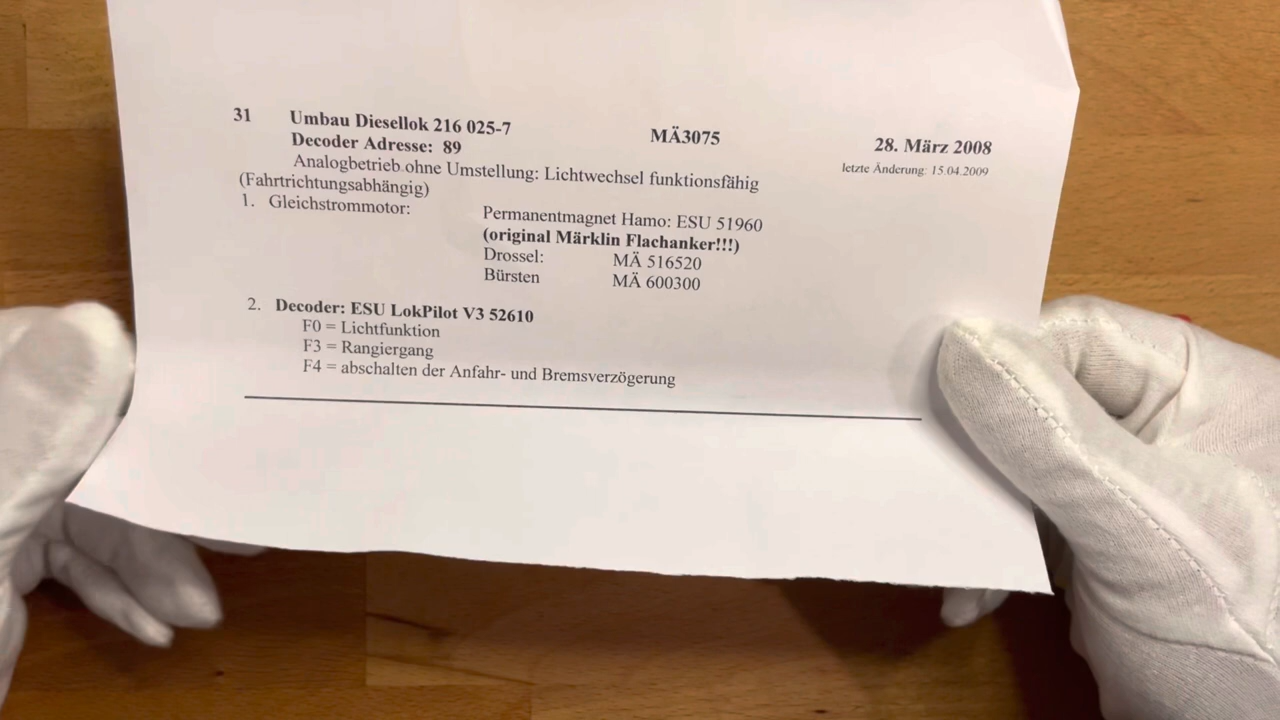 31 Umbau Diesellok 216 025-7 MÄ3075 28. März 2008
Decoder Adresse: 89 letzte Änderung: 15.04.2009
Analogbetrieb ohne Umstellung: Lichtwechsel funktionsfähig
(Fahrtrichtungsabhängig)
1. Gleichstrommotor: Permanentmagnet Hamo: ESU 51960
(original Märklin Flachanker!!!)
Drossel: MÄ 516520
Bürsten MÄ 600300
2. Decoder: ESU LokPilot V3 52610
F0 = Lichtfunktion
F3 = Rangiergang
F4 = abschalten der Anfahr- und Bremsverzögerung